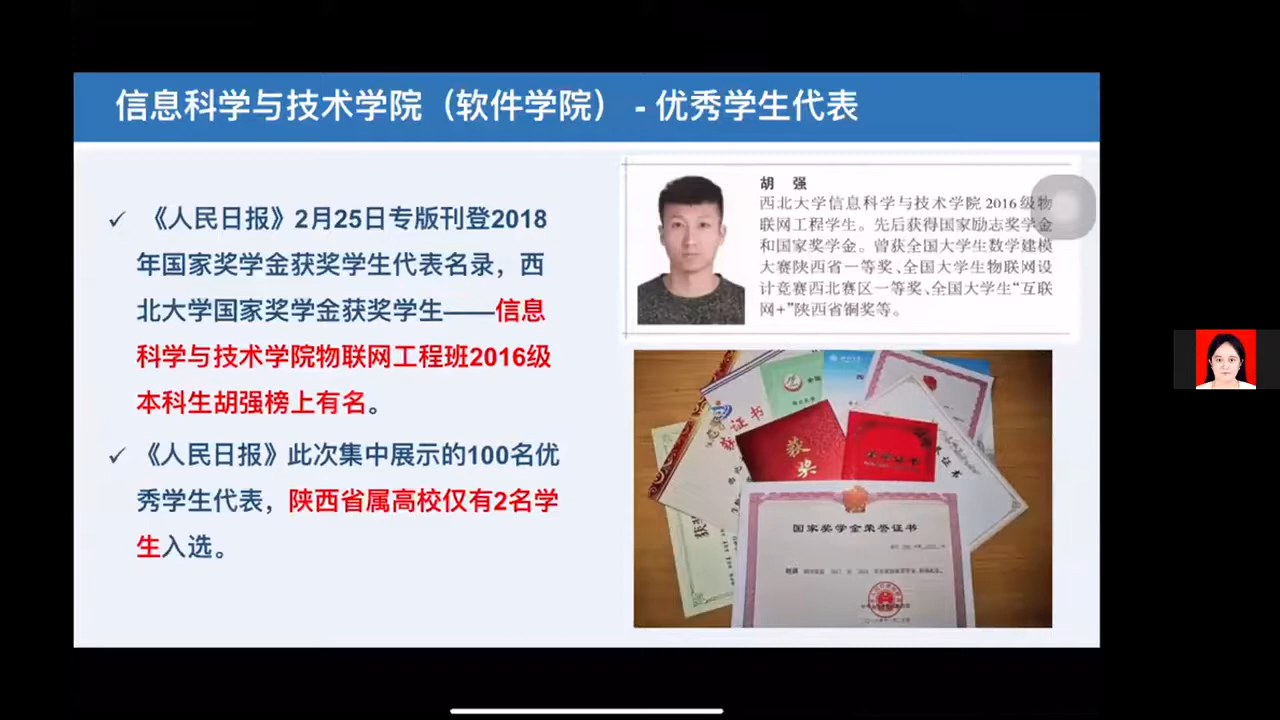 信息科学与技术学院（软件学院） - 优秀学生代表
✓ 《人民日报》2月25日专版刊登2018
年国家奖学金获奖学生代表名录，西
北大学国家奖学金获奖学生——信息
科学与技术学院物联网工程班2016级
本科生胡强榜上有名。
✓ 《人民日报》此次集中展示的100名优
秀学生代表，陕西省属高校仅有2名学
生入选。
胡 强
西北大学信息科学与技术学院2016级物
联网工程学生。先后获得国家励志奖学金
和国家奖学金。曾获全国大学生数学建模
大赛陕西省一等奖、全国大学生物联网设
计竞赛西北赛区一等奖、全国大学生“互联
网+”陕西省铜奖等。
获奖
国家奖学金荣誉证书